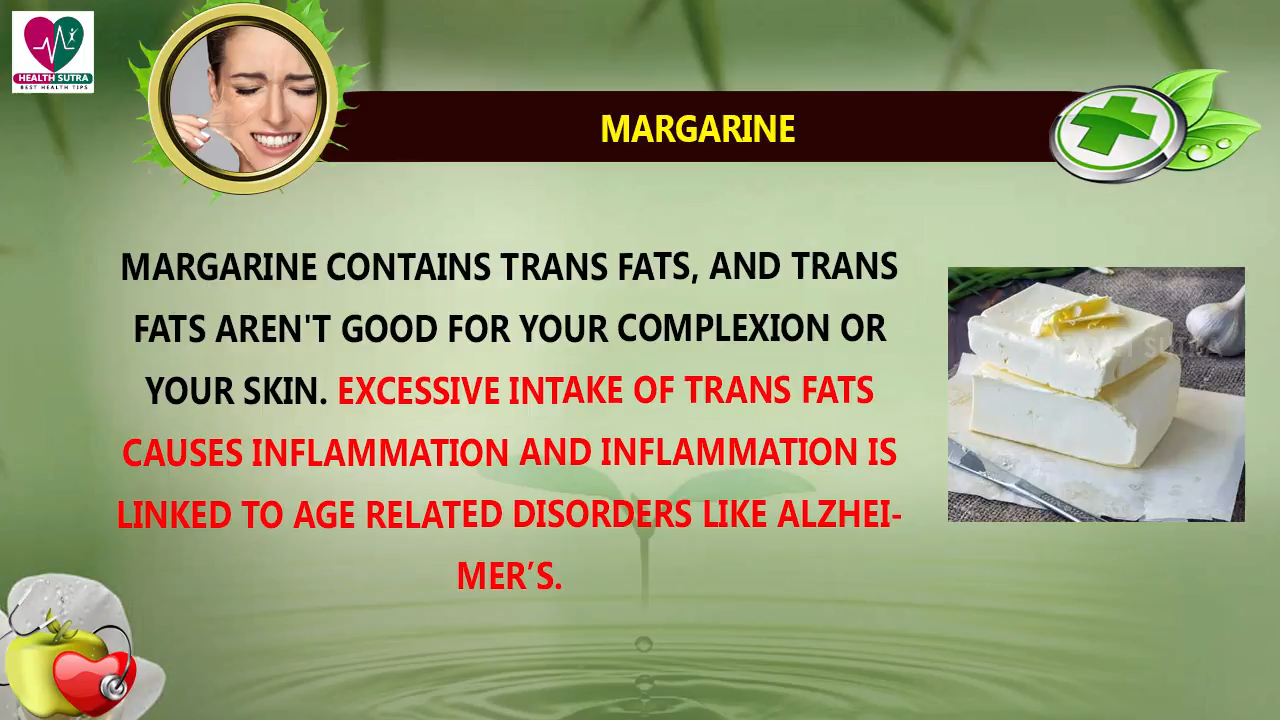 HEALTH SUTRA
BEST HEALTH TIPS
MARGARINE
MARGARINE CONTAINS TRANS FATS, AND TRANS
FATS AREN'T GOOD FOR YOUR COMPLEXION OR
YOUR SKIN. EXCESSIVE INTAKE OF TRANS FATS
CAUSES INFLAMMATION AND INFLAMMATION IS
LINKED TO AGE RELATED DISORDERS LIKE ALZHEI-
MER’S.